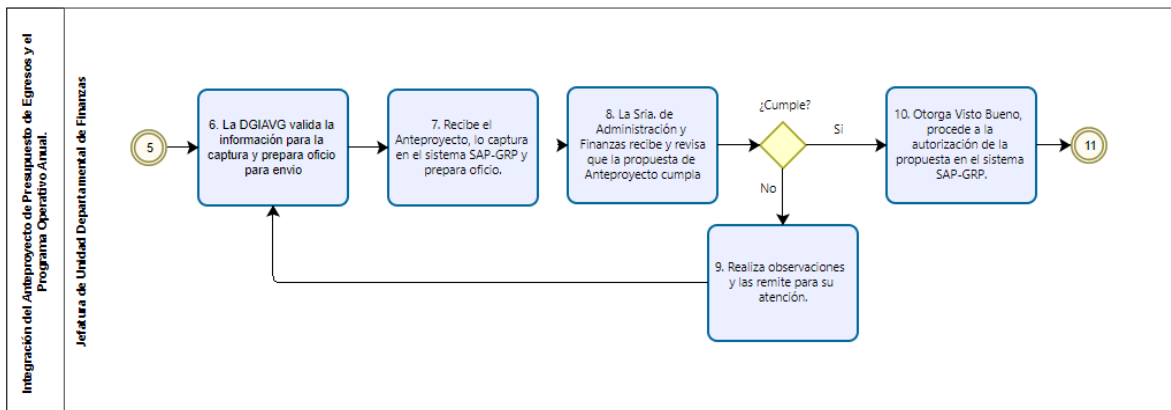 Integración del Anteproyecto de Presupuesto de Egresos y el
Programa Operativo Anual.
Jefatura de Unidad Departamental de Finanzas
5
6. La DGIAVG valida la
información para la
captura y prepara oficio
para envio
7. Recibe el
Anteproyecto, lo captura
en el sistema SAP-GRP y
prepara oficio.
8. La Sria. de
Administración y
Finanzas recibe y revisa
que la propuesta de
Anteproyecto cumpla
¿Cumple?
Si
No
9. Realiza observaciones
y las remite para su
atención.
10. Otorga Visto Bueno,
procede a la
autorización de la
propuesta en el sistema
SAP-GRP.
11